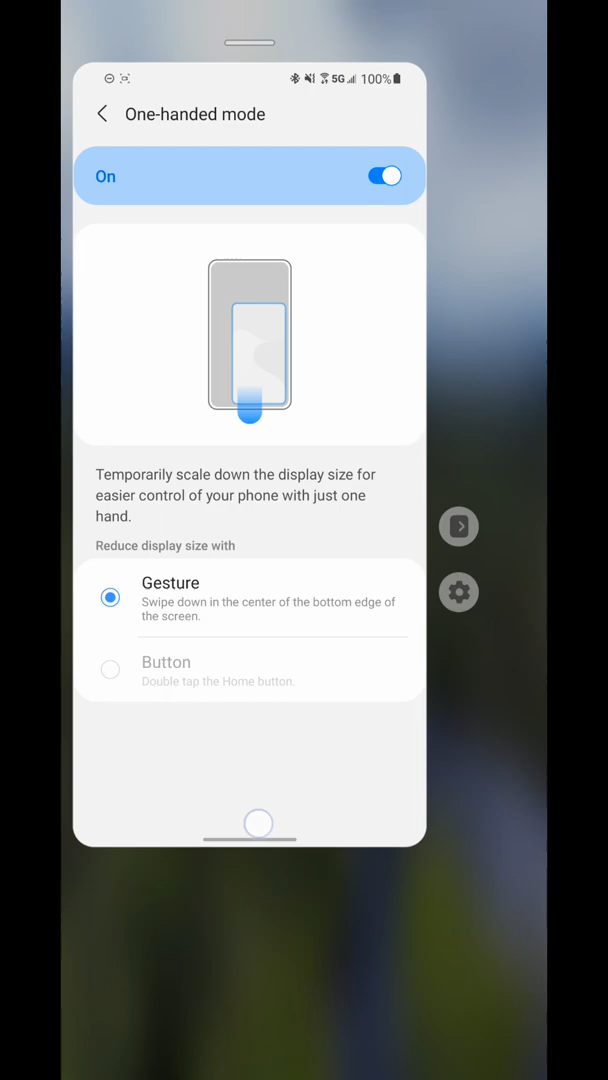 5G 100%
One-handed mode
On
Temporarily scale down the display size for
easier control of your phone with just one
hand.
Reduce display size with
Gesture
Swipe down in the center of the bottom edge of
the screen.
Button
Double tap the Home button.